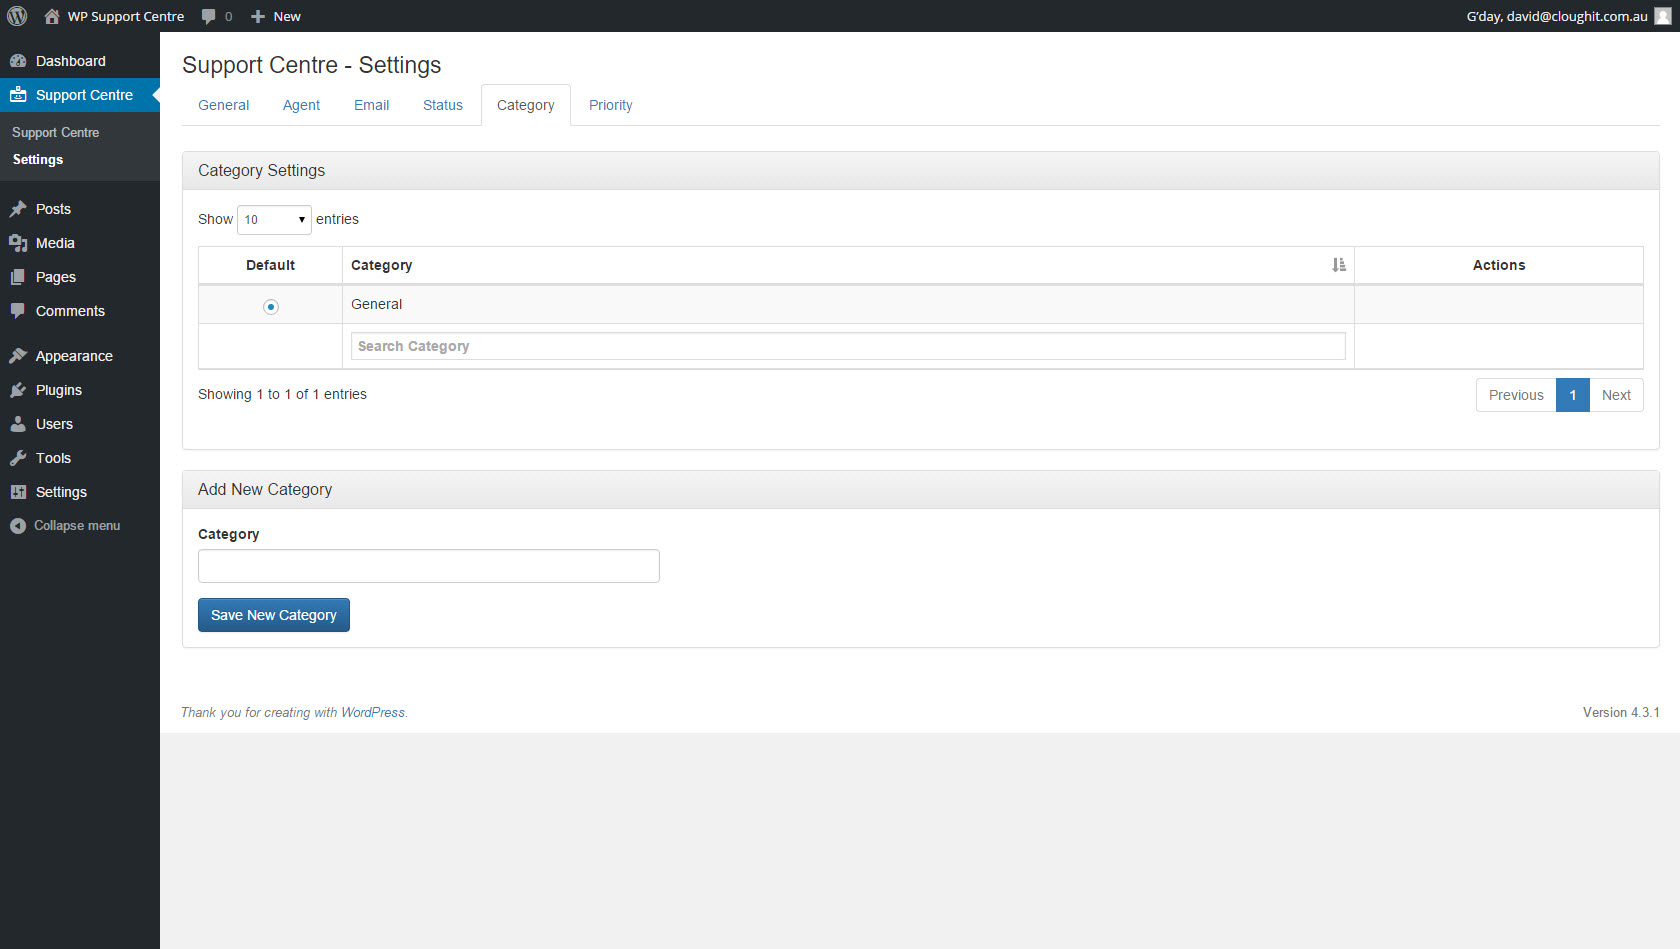 WP Support Centre 0 New G'day, david@cloughit.com.au
Dashboard
Support Centre
Support Centre
Settings
Posts
Media
Pages
Comments
Appearance
Plugins
Users
Tools
Settings
Collapse menu
Support Centre - Settings
General Agent Email Status Category Priority
Category Settings
Show 10 entries
Default Category Actions
General
Search Category
Showing 1 to 1 of 1 entries Previous 1 Next
Add New Category
Category
Save New Category
Thank you for creating with WordPress. Version 4.3.1